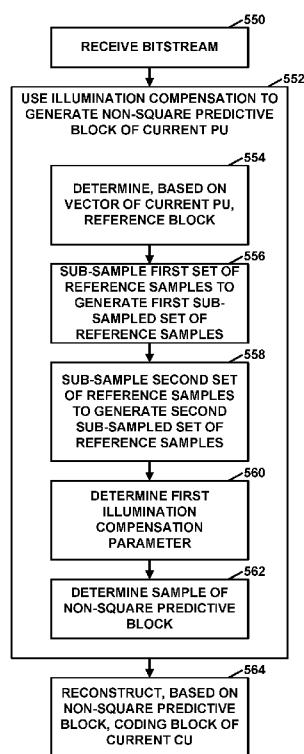 550
RECEIVE BITSTREAM
552
USE ILLUMINATION COMPENSATION TO
GENERATE NON-SQUARE PREDICTIVE
BLOCK OF CURRENT PU
554
DETERMINE, BASED ON
VECTOR OF CURRENT PU,
REFERENCE BLOCK
556
SUB-SAMPLE FIRST SET OF
REFERENCE SAMPLES TO
GENERATE FIRST SUB-
SAMPLED SET OF
REFERENCE SAMPLES
558
SUB-SAMPLE SECOND SET
OF REFERENCE SAMPLES
TO GENERATE SECOND
SUB-SAMPLED SET OF
REFERENCE SAMPLES
560
DETERMINE FIRST
ILLUMINATION
COMPENSATION
PARAMETER
562
DETERMINE SAMPLE OF
NON-SQUARE PREDICTIVE
BLOCK
564
RECONSTRUCT, BASED ON
NON-SQUARE PREDICTIVE
BLOCK, CODING BLOCK OF
CURRENT CU